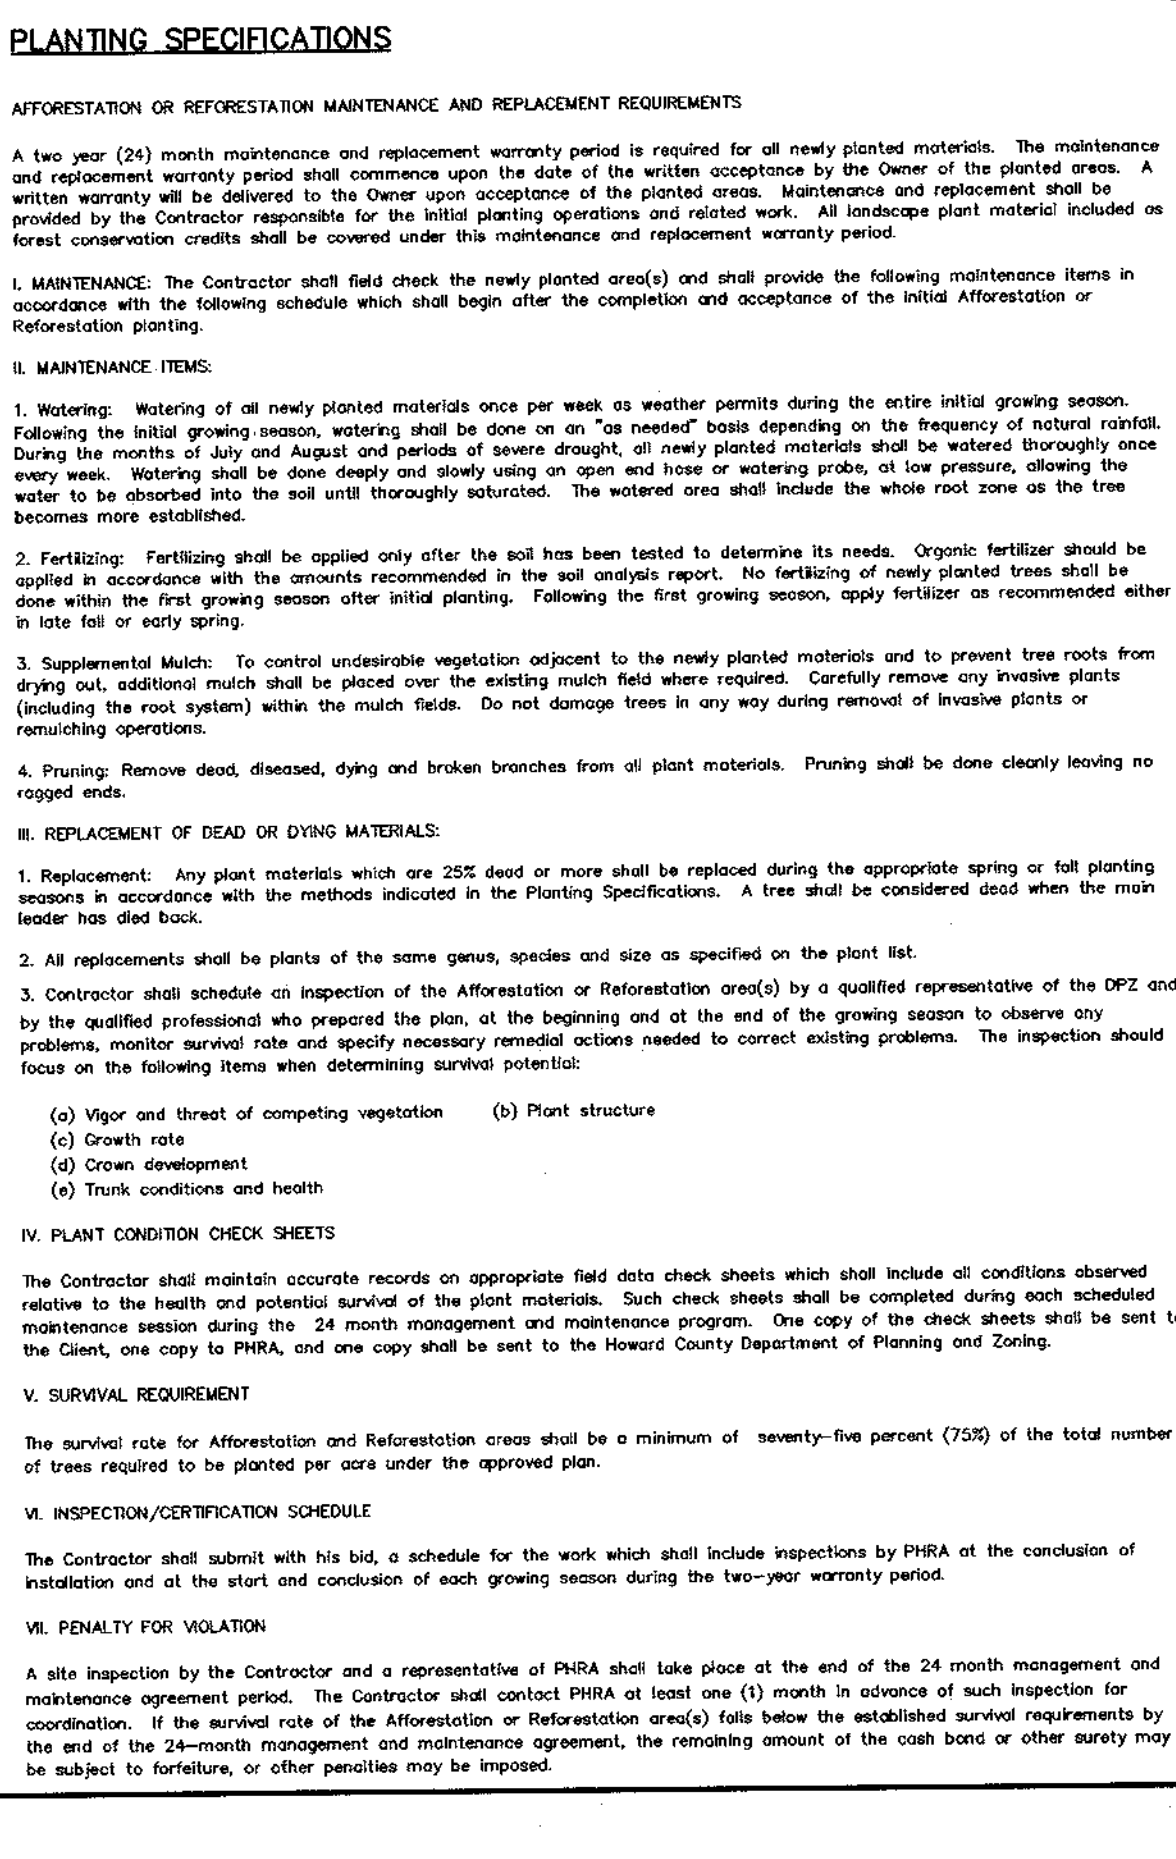 PLANTING SPECIFICATIONS
AFFORESTATION OR REFORESTATION MAINTENANCE AND REPLACEMENT REQUIREMENTS
A two year (24) month maintenance and replacement warranty period is required for all newly planted materials. The maintenance
and replacement warranty period shall commence upon the date of the written acceptance by the Owner of the planted areas. A
written warranty will be delivered to the Owner upon acceptance of the planted areas. Maintenance and replacement shall be
provided by the Contractor responsible for the initial planting operations and related work. All landscape plant material included as
forest conservation credits shall be covered under this maintenance and replacement warranty period.
I. MAINTENANCE: The Contractor shall field check the newly planted area(s) and shall provide the following maintenance items in
accordance with the following schedule which shall begin after the completion and acceptance of the initial Afforestation or
Reforestation planting.
II. MAINTENANCE ITEMS:
1. Watering: Watering of all newly planted materials once per week as weather permits during the entire initial growing season.
Following the initial growing season, watering shall be done on an "as needed" basis depending on the frequency of natural rainfall.
During the months of July and August and periods of severe drought, all newly planted materials shall be watered thoroughly once
every week. Watering shall be done deeply and slowly using an open end hose or watering probe, at low pressure, allowing the
water to be absorbed into the soil until thoroughly saturated. The watered area shall include the whole root zone as the tree
becomes more established.
2. Fertilizing: Fertilizing shall be applied only after the soil has been tested to determine its needs. Organic fertilizer should be
applied in accordance with the amounts recommended in the soil analysis report. No fertilizing of newly planted trees shall be
done within the first growing season after initial planting. Following the first growing season, apply fertilizer as recommended either
in late fall or early spring.
3. Supplemental Mulch: To control undesirable vegetation adjacent to the newly planted materials and to prevent tree roots from
drying out, additional mulch shall be placed over the existing mulch field where required. Carefully remove any invasive plants
(including the root system) within the mulch fields. Do not damage trees in any way during removal of invasive plants or
remulching operations.
4. Pruning: Remove dead, diseased, dying and broken branches from all plant materials. Pruning shall be done cleanly leaving no
ragged ends.
III. REPLACEMENT OF DEAD OR DYING MATERIALS:
1. Replacement: Any plant materials which are 25% dead or more shall be replaced during the appropriate spring or fall planting
seasons in accordance with the methods indicated in the Planting Specifications. A tree shall be considered dead when the main
leader has died back.
2. All replacements shall be plants of the same genus, species and size as specified on the plant list.
3. Contractor shall schedule an inspection of the Afforestation or Reforestation area(s) by a qualified representative of the DPZ and
by the qualified professional who prepared the plan, at the beginning and at the end of the growing season to observe any
problems, monitor survival rate and specify necessary remedial actions needed to correct existing problems. The inspection should
focus on the following items when determining survival potential:
(a) Vigor and threat of competing vegetation (b) Plant structure
(c) Growth rate
(d) Crown development
(e) Trunk conditions and health
IV. PLANT CONDITION CHECK SHEETS
The Contractor shall maintain accurate records on appropriate field data check sheets which shall include all conditions observed
relative to the health and potential survival of the plant materials. Such check sheets shall be completed during each scheduled
maintenance session during the 24 month management and maintenance program. One copy of the check sheets shall be sent to
the Client, one copy to PHRA, and one copy shall be sent to the Howard County Department of Planning and Zoning.
V. SURVIVAL REQUIREMENT
The survival rate for Afforestation and Reforestation areas shall be a minimum of seventy-five percent (75%) of the total number
of trees required to be planted per acre under the approved plan.
VI. INSPECTION/CERTIFICATION SCHEDULE
The Contractor shall submit with his bid, a schedule for the work which shall include inspections by PHRA at the conclusion of
installation and at the start and conclusion of each growing season during the two-year warranty period.
VII. PENALTY FOR VIOLATION
A site inspection by the Contractor and a representative of PHRA shall take place at the end of the 24 month management and
maintenance agreement period. The Contractor shall contact PHRA at least one (1) month in advance of such inspection for
coordination. If the survival rate of the Afforestation or Reforestation area(s) falls below the established survival requirements by
the end of the 24-month management and maintenance agreement, the remaining amount of the cash bond or other surety may
be subject to forfeiture, or other penalties may be imposed.